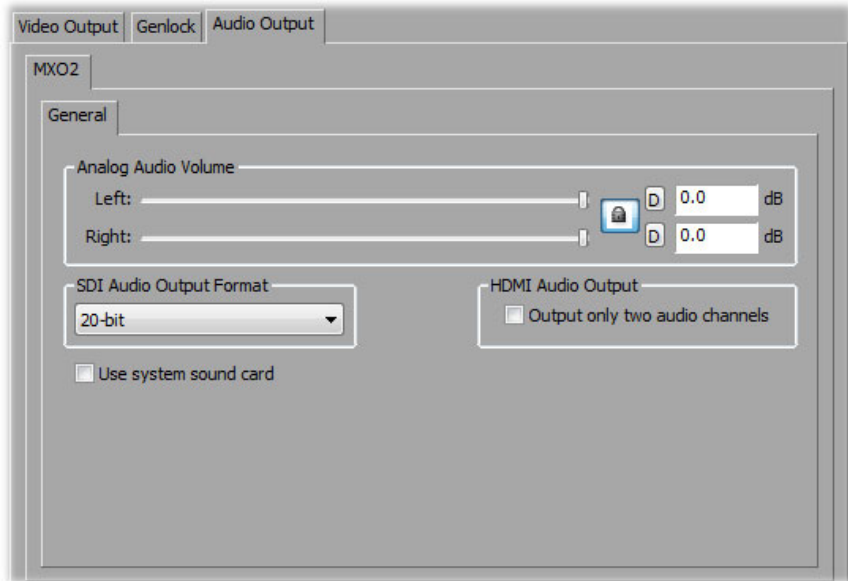 Video Output Genlock Audio Output
MXO2
General
Analog Audio Volume
Left: D 0.0 dB
Right: D 0.0 dB
SDI Audio Output Format HDMI Audio Output
20-bit Output only two audio channels
Use system sound card